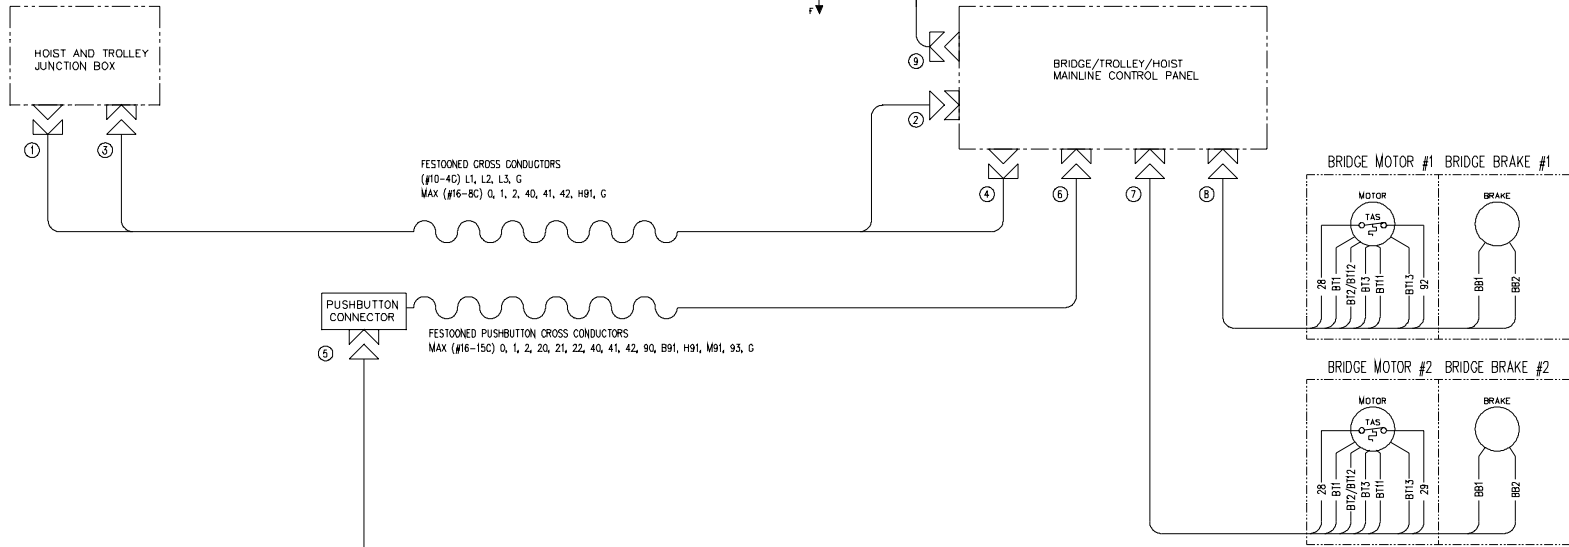 F
HOIST AND TROLLEY
JUNCTION BOX
BRIDGE/TROLLEY/HOIST
MAINLINE CONTROL PANEL
9
2
1
3
4
6
7
8
FESTOONED CROSS CONDUCTORS
(#10-4C) L1, L2, L3, G
MAX (#16-8C) 0, 1, 2, 40, 41, 42, H91, G
BRIDGE MOTOR #1 BRIDGE BRAKE #1
MOTOR
TAS
BRAKE
28
BT1
BT2/BT12
BT3
BT11
BT13
92
BB1
BB2
PUSHBUTTON
CONNECTOR
5
FESTOONED PUSHBUTTON CROSS CONDUCTORS
MAX (#16-15C) 0, 1, 2, 20, 21, 22, 40, 41, 42, 90, B91, H91, M91, 93, G
BRIDGE MOTOR #2 BRIDGE BRAKE #2
MOTOR
TAS
BRAKE
28
BT1
BT2/BT12
BT3
BT11
BT13
29
BB1
BB2